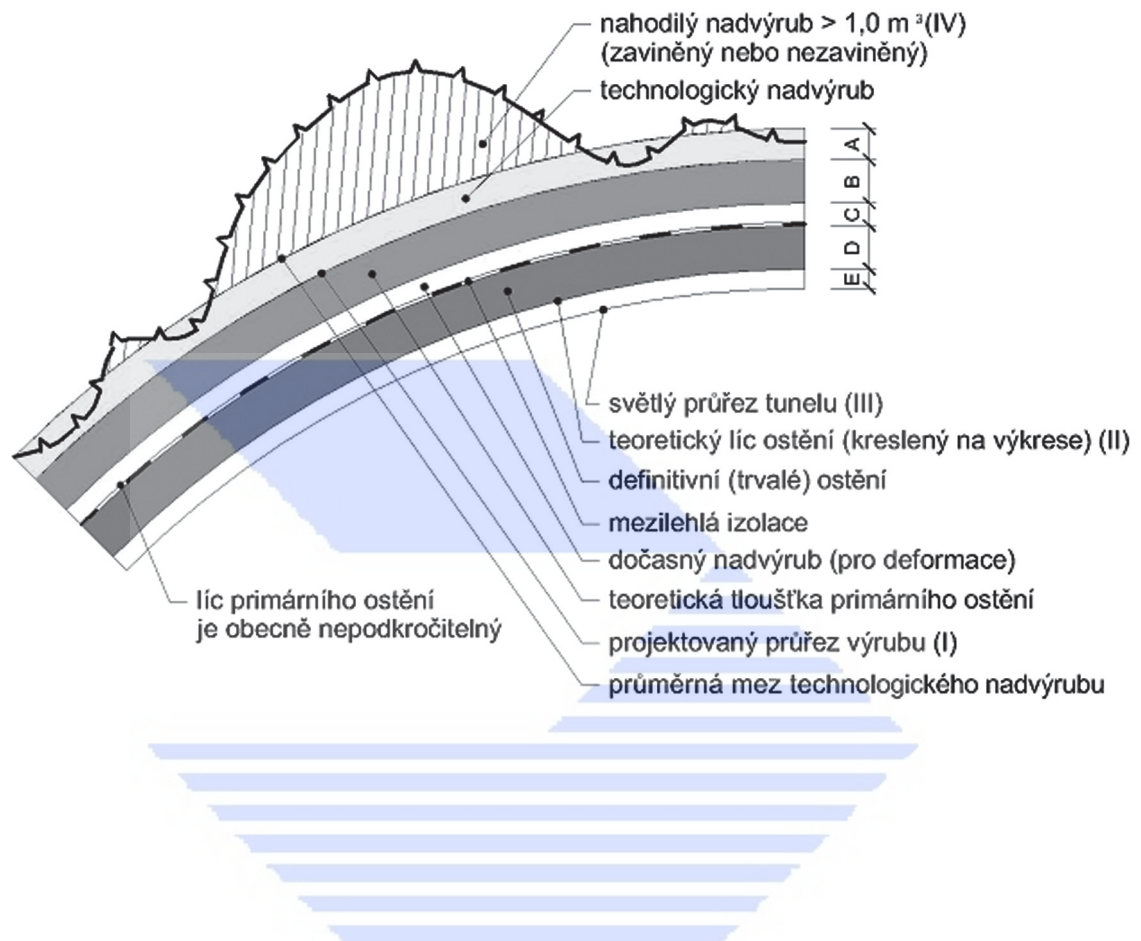 nahodilý nadvýrub > 1,0 m ³(IV)
(zaviněný nebo nezaviněný)
technologický nadvýrub
A
B
C
D
E
světlý průřez tunelu (III)
teoretický líc ostění (kreslený na výkrese) (II)
definitivní (trvalé) ostění
mezilehlá izolace
dočasný nadvýrub (pro deformace)
teoretická tloušťka primárního ostění
projektovaný průřez výrubu (I)
průměrná mez technologického nadvýrubu
líc primárního ostění
je obecně nepodkročitelný